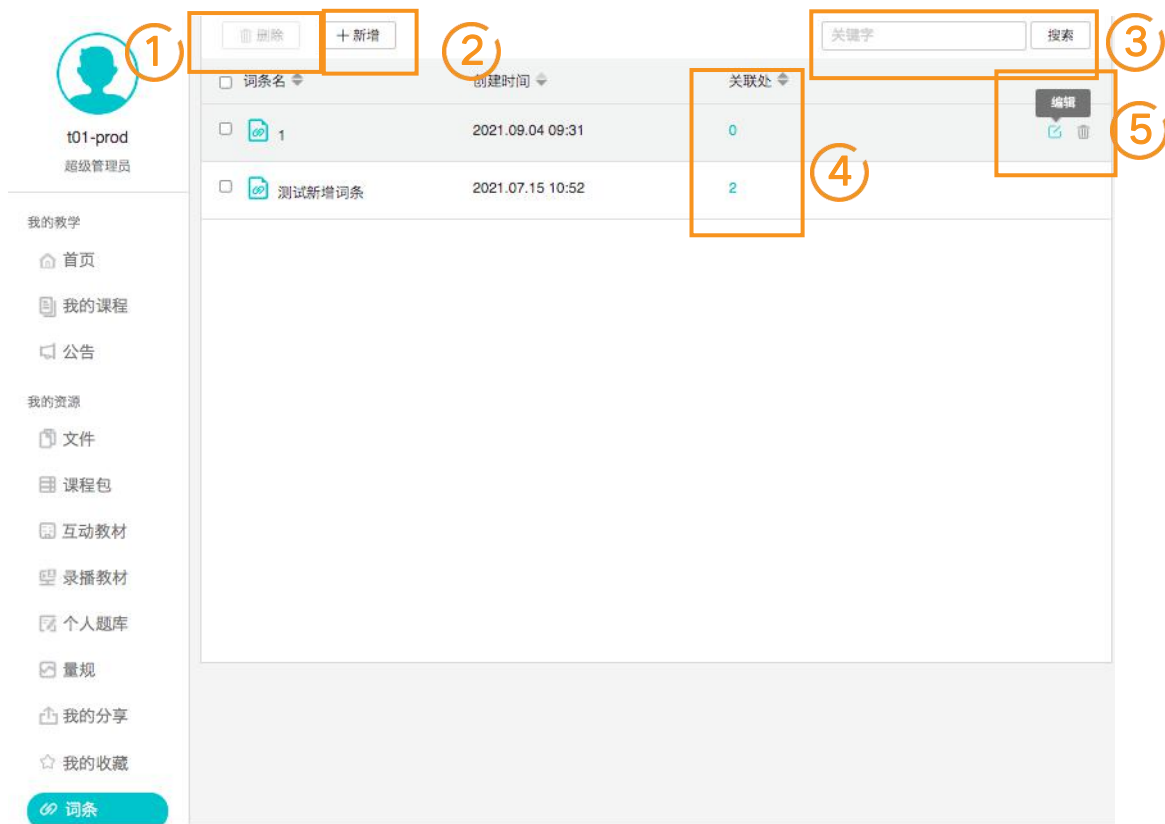 ① 删除 ＋新增 ② 关键字 搜索 ③
词条名 创建时间 关联处
编辑
1 2021.09.04 09:31 0 ⑤
测试新增词条 2021.07.15 10:52 2 ④
t01-prod
超级管理员
我的教学
首页
我的课程
公告
我的资源
文件
课程包
互动教材
录播教材
个人题库
量规
我的分享
我的收藏
词条